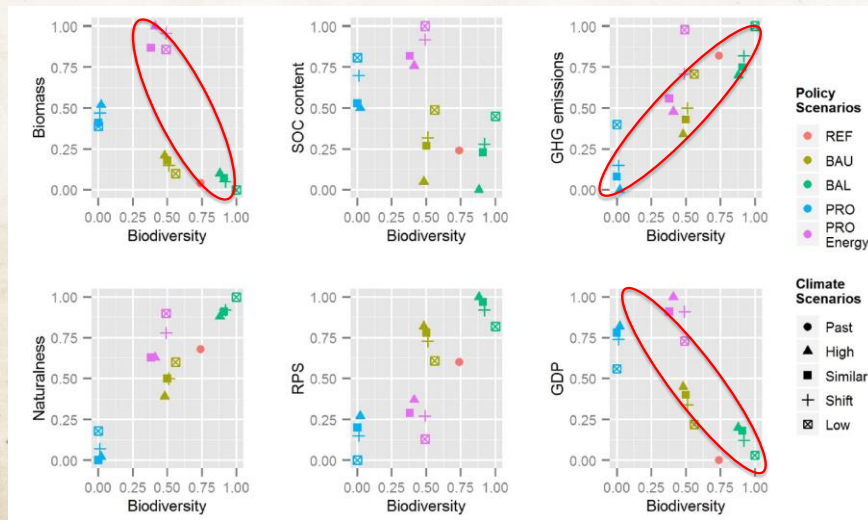 Biomass
1.00
0.75
0.50
0.25
0.00
0.00 0.25 0.50 0.75 1.00
Biodiversity
SOC content
1.00
0.75
0.50
0.25
0.00
0.00 0.25 0.50 0.75 1.00
Biodiversity
GHG emissions
1.00
0.75
0.50
0.25
0.00
0.00 0.25 0.50 0.75 1.00
Biodiversity
Policy
Scenarios
REF
BAU
BAL
PRO
PRO
Energy
Naturalness
1.00
0.75
0.50
0.25
0.00
0.00 0.25 0.50 0.75 1.00
Biodiversity
RPS
1.00
0.75
0.50
0.25
0.00
0.00 0.25 0.50 0.75 1.00
Biodiversity
GDP
1.00
0.75
0.50
0.25
0.00
0.00 0.25 0.50 0.75 1.00
Biodiversity
Climate
Scenarios
Past
High
Similar
Shift
Low